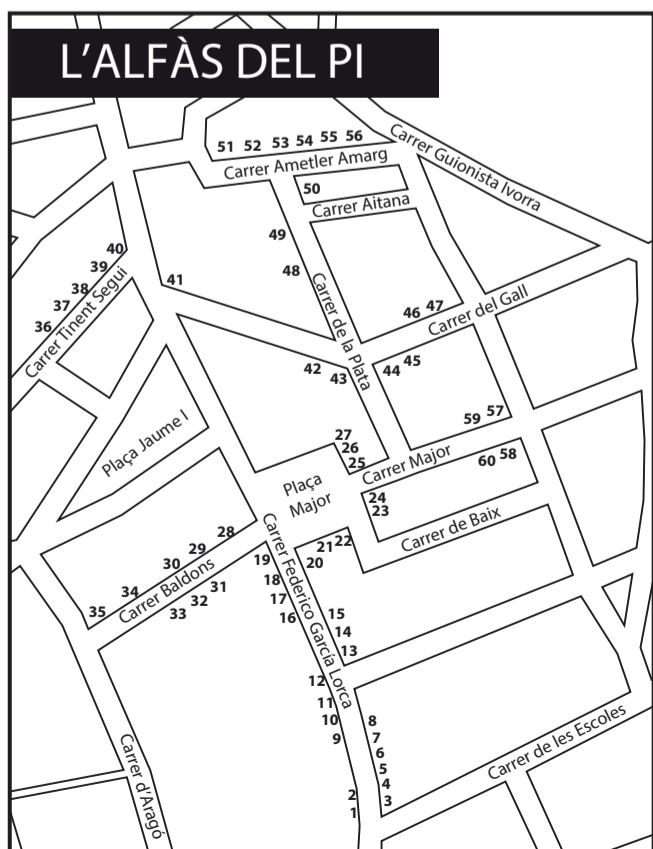 L'ALFÀS DEL PI
51 52 53 54 55 56
Carrer Ametler Amarg
Carrer Guionista Ivorra
50
Carrer Aitana
49
48
Carrer de la Plata
40
39
38
37
36
Carrer Tinent Segui
41
46 47
Carrer del Gall
42
43
44 45
Plaça Jaume I
59 57
27
26
25
Carrer Major
60 58
Plaça
Major
24
23
Carrer de Baix
28
29
30
34
35
Carrer Baldons
31
32
33
22
21
20
19
18
17
16
Carrer Federico García Lorca
15
14
13
12
11
10
9
8
7
6
5
4
3
2
1
Carrer de les Escoles
Carrer d'Aragó